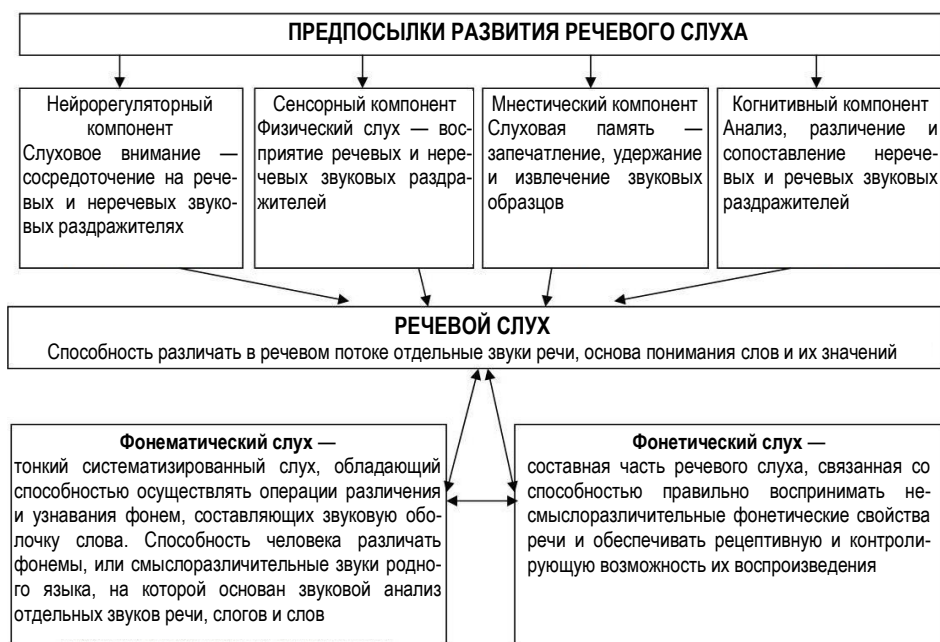 ПРЕДПОСЫЛКИ РАЗВИТИЯ РЕЧЕВОГО СЛУХА
Нейрорегуляторный
компонент
Слуховое внимание —
сосредоточение на рече-
вых и неречевых звуко-
вых раздражителях
Сенсорный компонент
Физический слух — вос-
приятие речевых и нере-
чевых звуковых раздра-
жителей
Мнестический компонент
Слуховая память —
запечатление, удержание
и извлечение звуковых
образцов
Когнитивный компонент
Анализ, различение и
сопоставление нерече-
вых и речевых звуковых
раздражителей
РЕЧЕВОЙ СЛУХ
Способность различать в речевом потоке отдельные звуки речи, основа понимания слов и их значений
Фонематический слух —
тонкий систематизированный слух, обладающий
способностью осуществлять операции различения
и узнавания фонем, составляющих звуковую обо-
лочку слова. Способность человека различать
фонемы, или смыслоразличительные звуки родно-
го языка, на которой основан звуковой анализ
отдельных звуков речи, слогов и слов
Фонетический слух —
составная часть речевого слуха, связанная со
способностью правильно воспринимать не-
смыслоразличительные фонетические свойства
речи и обеспечивать рецептивную и контроли-
рующую возможность их воспроизведения